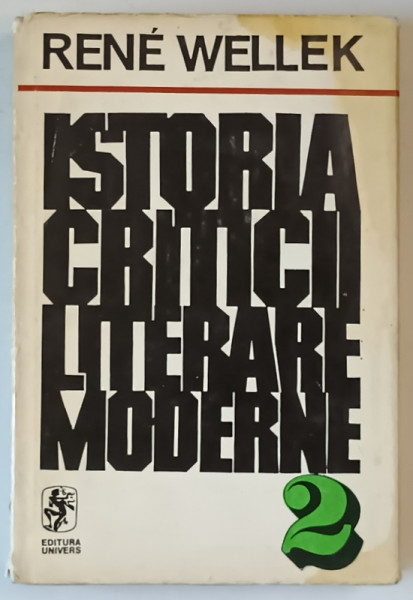 RENÉ WELLEK
ISTORIA
CRITICII
LITERARE
MODERNE
2
EDITURA
UNIVERS